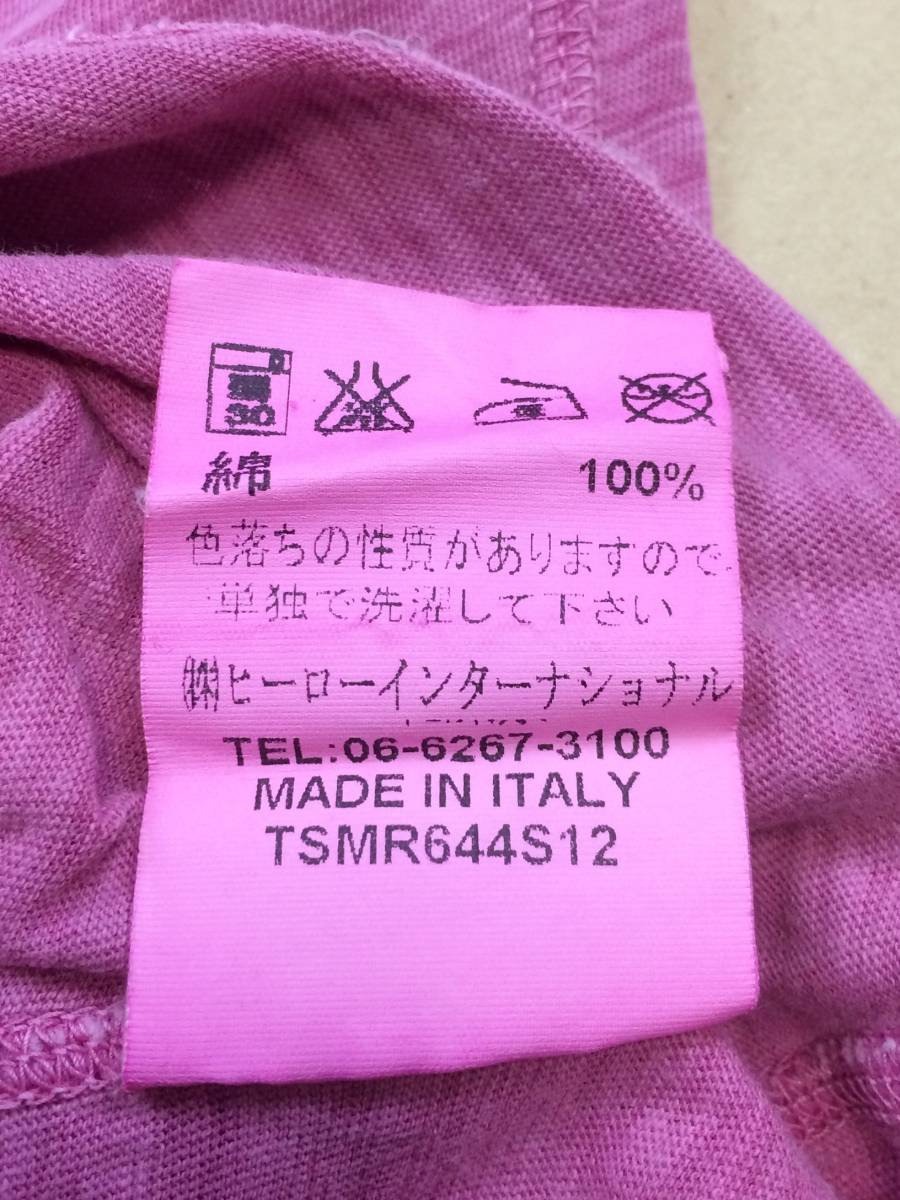 30
綿 100%
色落ちの性質がありますので
単独で洗濯して下さい
㈱ヒーローインターナショナル
TEL:06-6267-3100
MADE IN ITALY
TSMR644S12